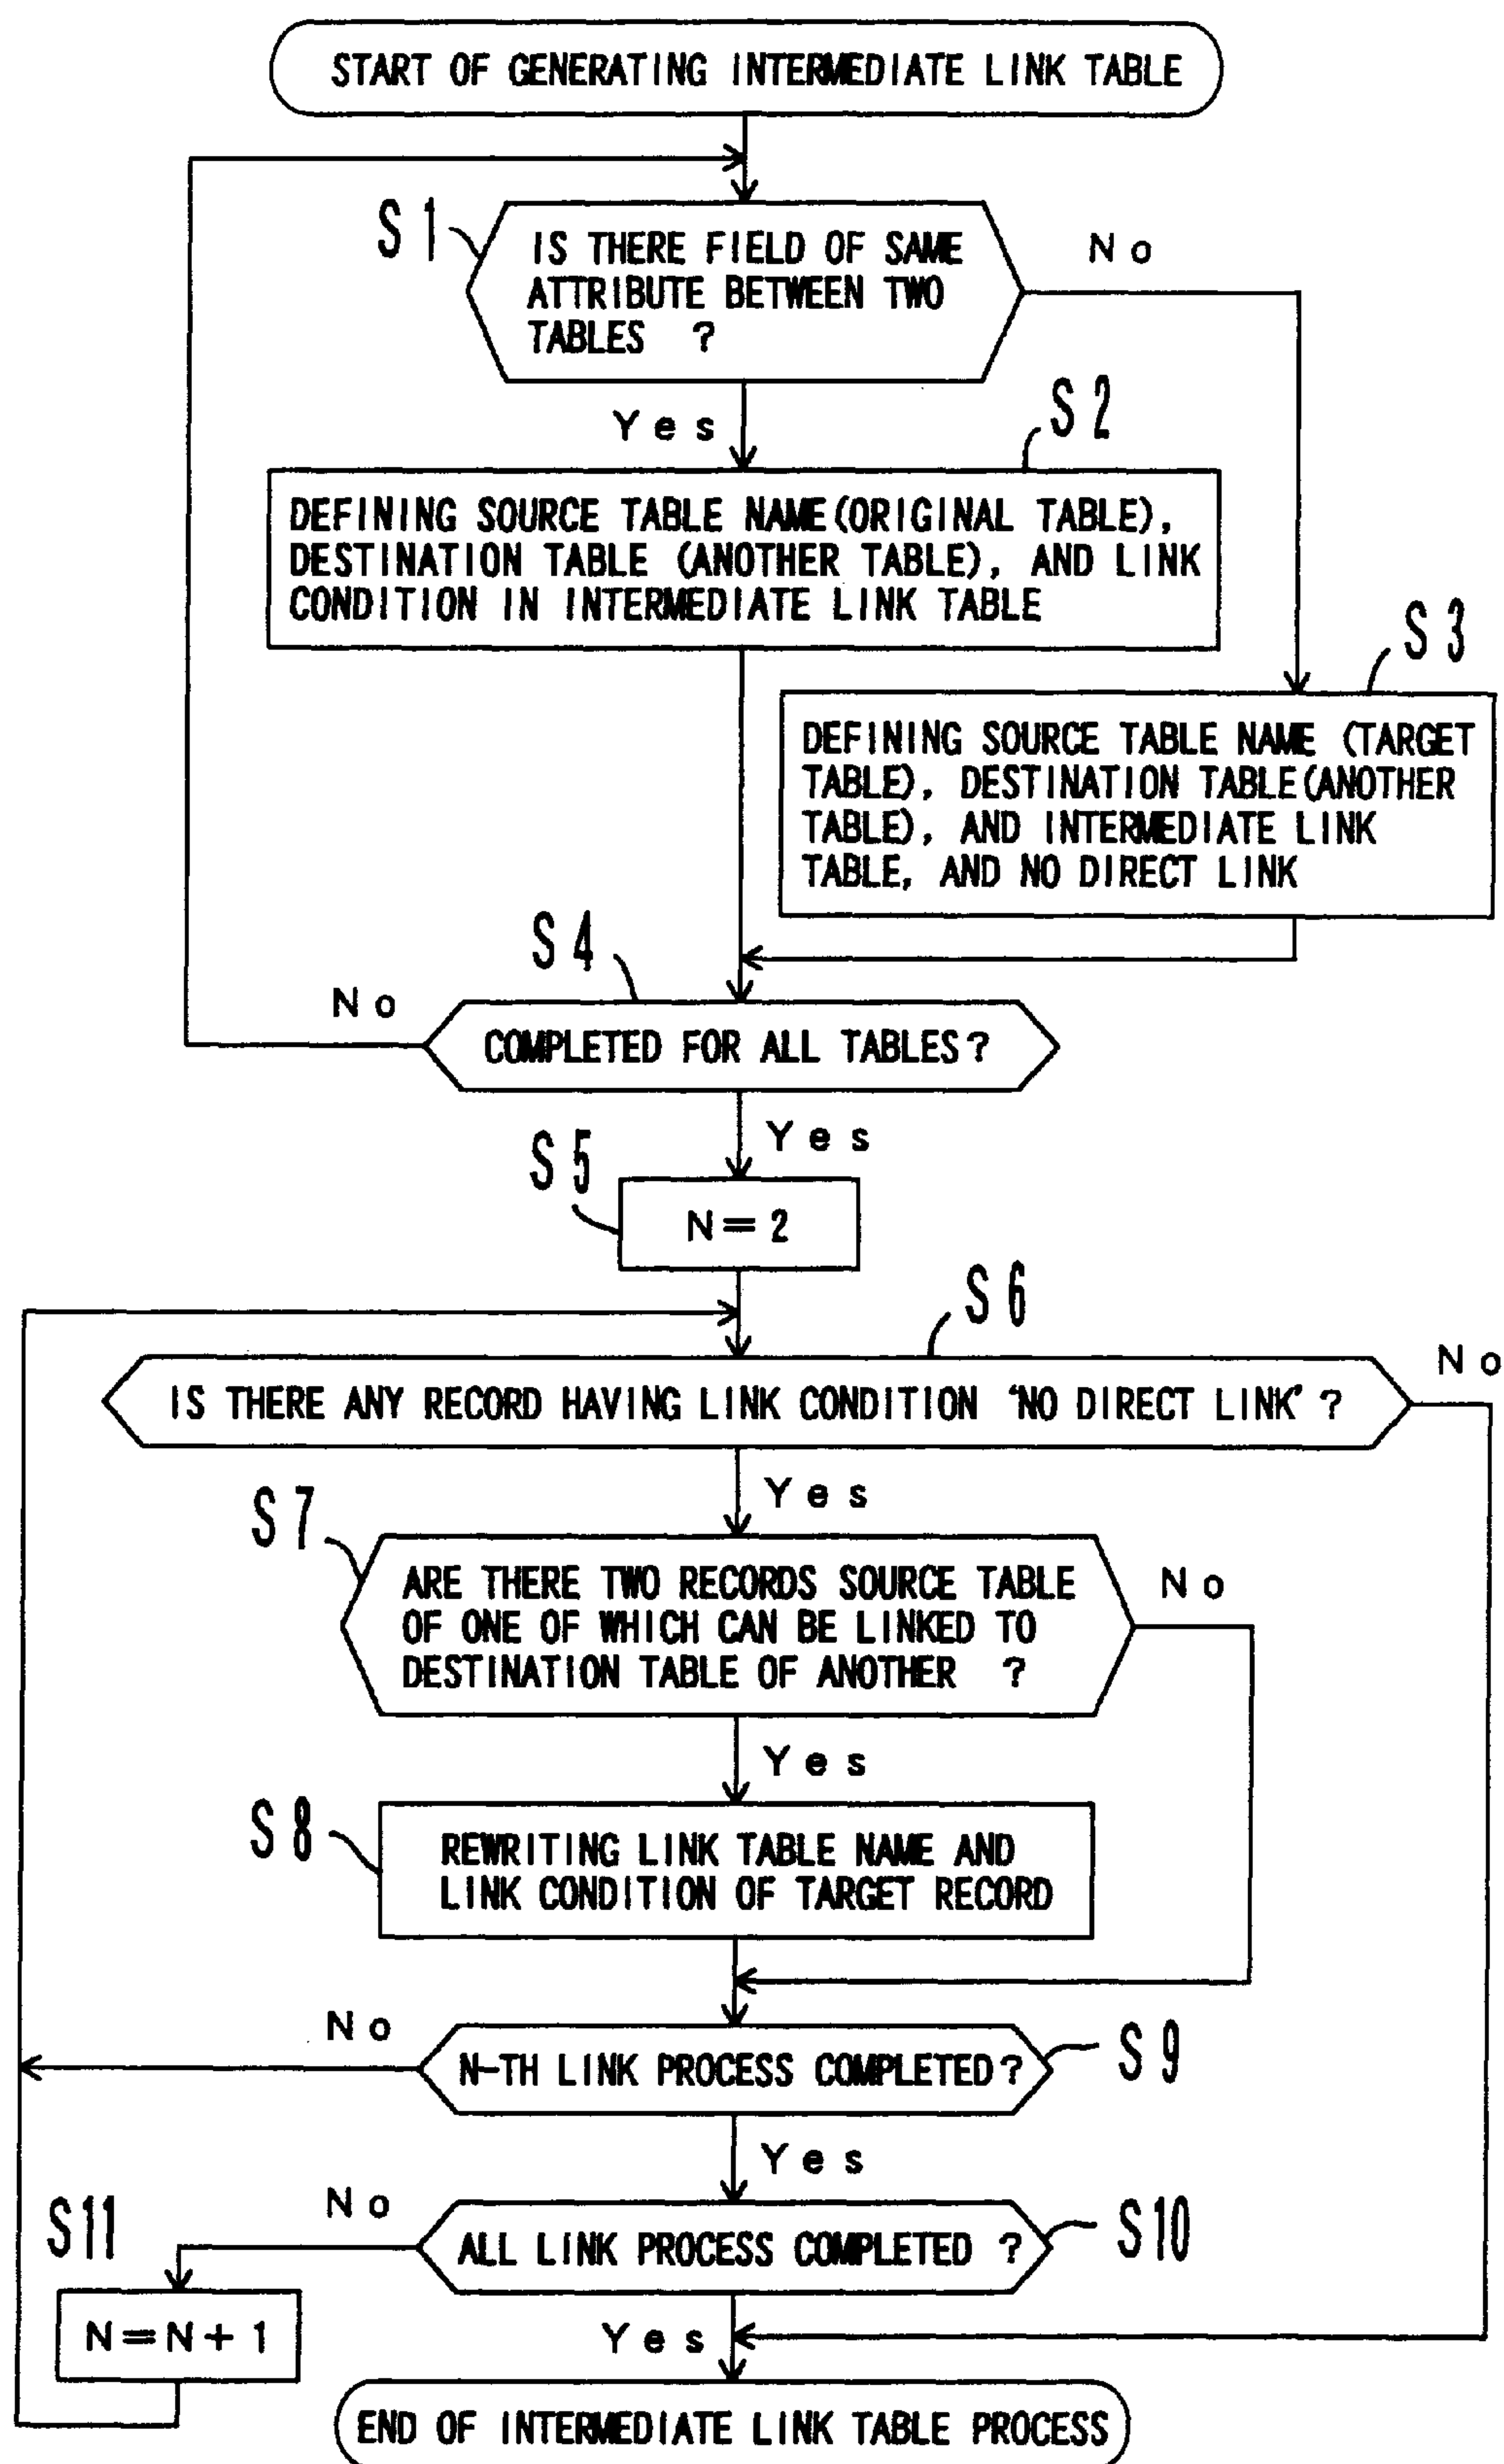 START OF GENERATING INTERMEDIATE LINK TABLE
S1
IS THERE FIELD OF SAME
ATTRIBUTE BETWEEN TWO
TABLES ?
No
Yes
S2
DEFINING SOURCE TABLE NAME(ORIGINAL TABLE),
DESTINATION TABLE (ANOTHER TABLE), AND LINK
CONDITION IN INTERMEDIATE LINK TABLE
S3
DEFINING SOURCE TABLE NAME (TARGET
TABLE), DESTINATION TABLE(ANOTHER
TABLE), AND INTERMEDIATE LINK
TABLE, AND NO DIRECT LINK
S4
No
COMPLETED FOR ALL TABLES?
Yes
S5
N=2
S6
No
IS THERE ANY RECORD HAVING LINK CONDITION 'NO DIRECT LINK' ?
Yes
S7
ARE THERE TWO RECORDS SOURCE TABLE
OF ONE OF WHICH CAN BE LINKED TO
DESTINATION TABLE OF ANOTHER ?
No
Yes
S8
REWRITING LINK TABLE NAME AND
LINK CONDITION OF TARGET RECORD
No
N-TH LINK PROCESS COMPLETED?
S9
Yes
No
S11
ALL LINK PROCESS COMPLETED ?
S10
N=N+1
Yes
END OF INTERMEDIATE LINK TABLE PROCESS